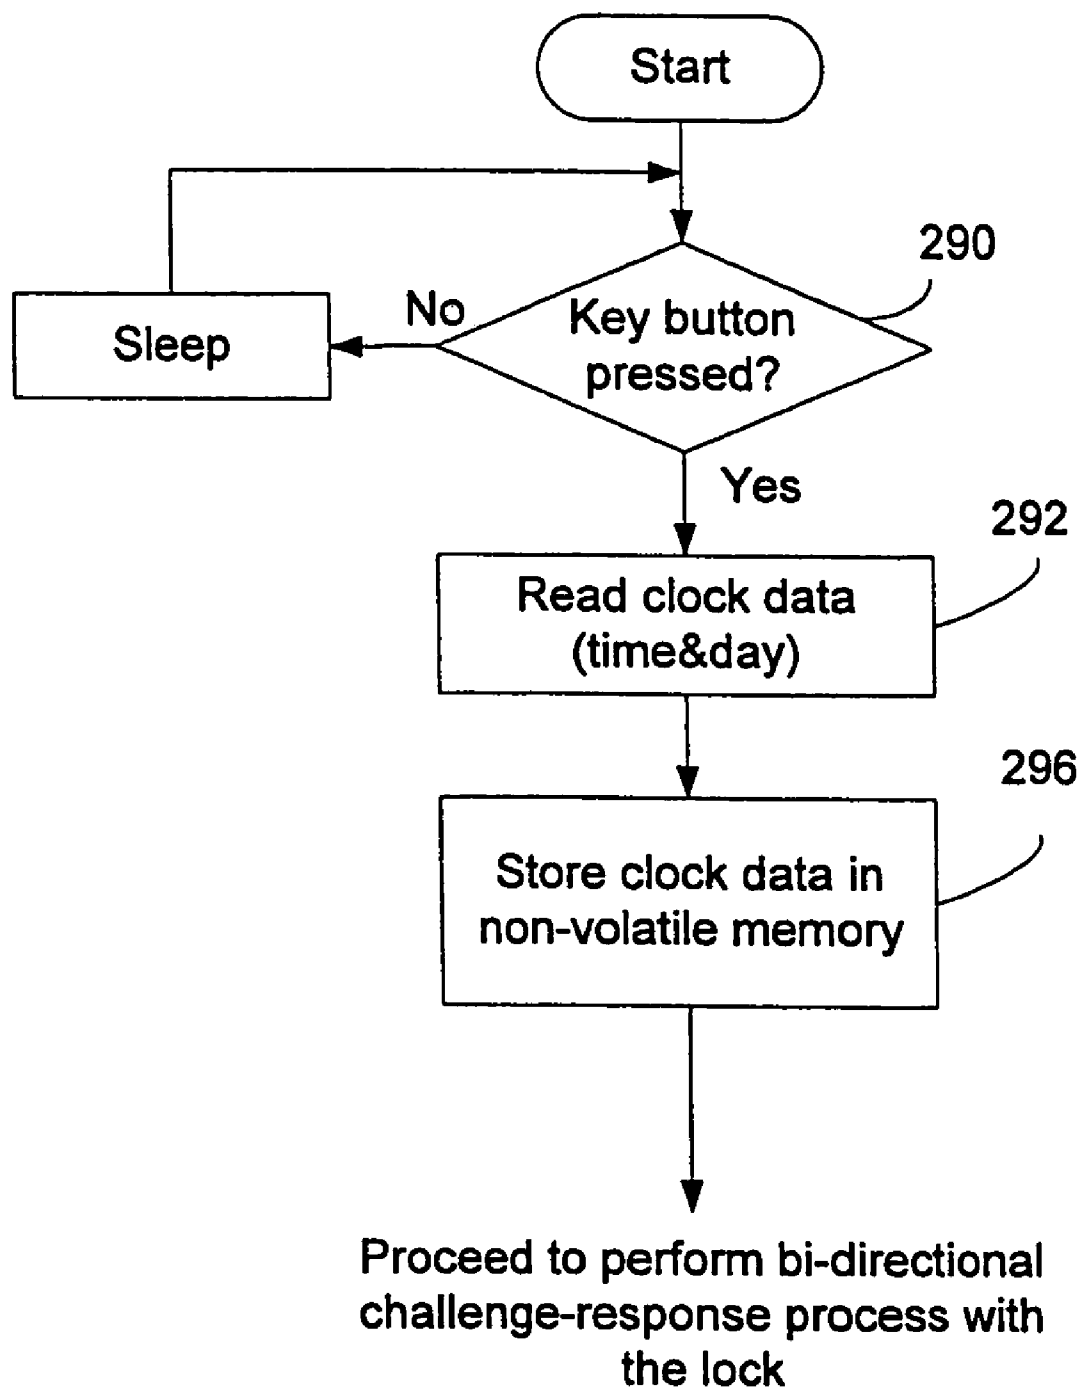 Start
290
No
Key button
pressed?
Sleep
Yes
292
Read clock data
(time&day)
296
Store clock data in
non-volatile memory
Proceed to perform bi-directional
challenge-response process with
the lock